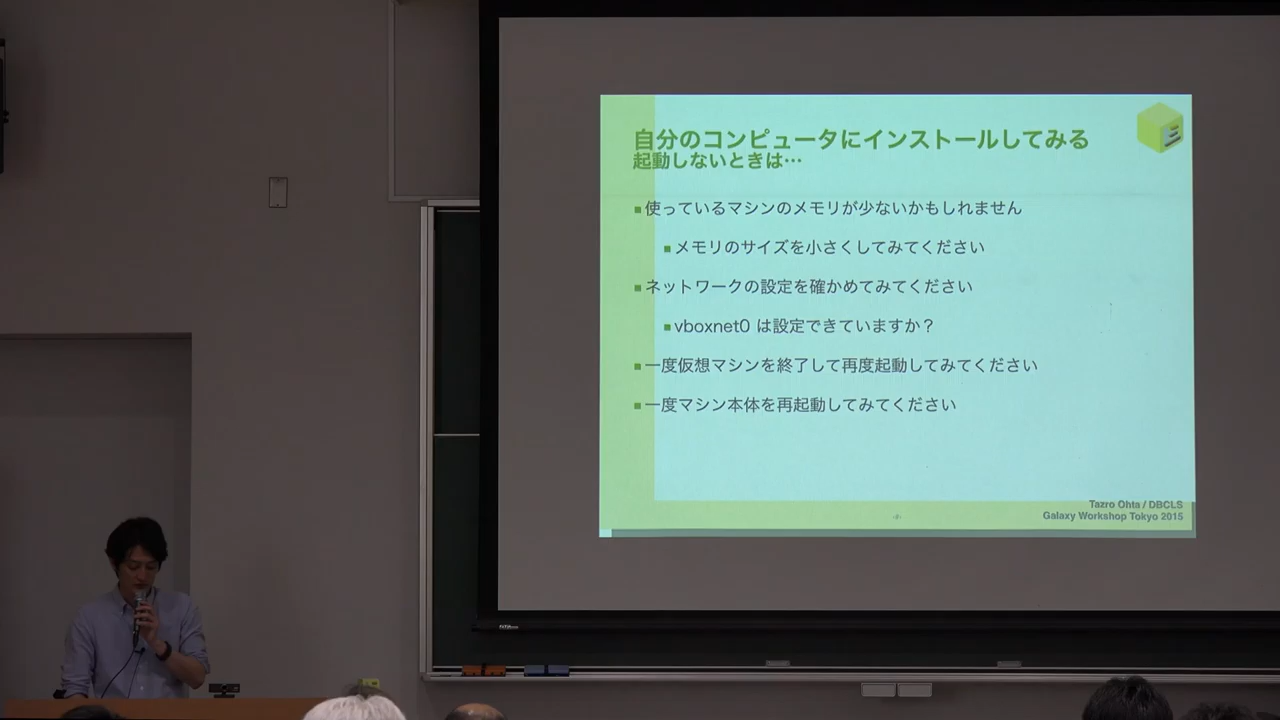 自分のコンピュータにインストールしてみる
起動しないときは…
使っているマシンのメモリが少ないかもしれません
メモリのサイズを小さくしてみてください
ネットワークの設定を確かめてみてください
vboxnet0 は設定できていますか？
一度仮想マシンを終了して再度起動してみてください
一度マシン本体を再起動してみてください
Tazro Ohta / DBCLS
Galaxy Workshop Tokyo 2015